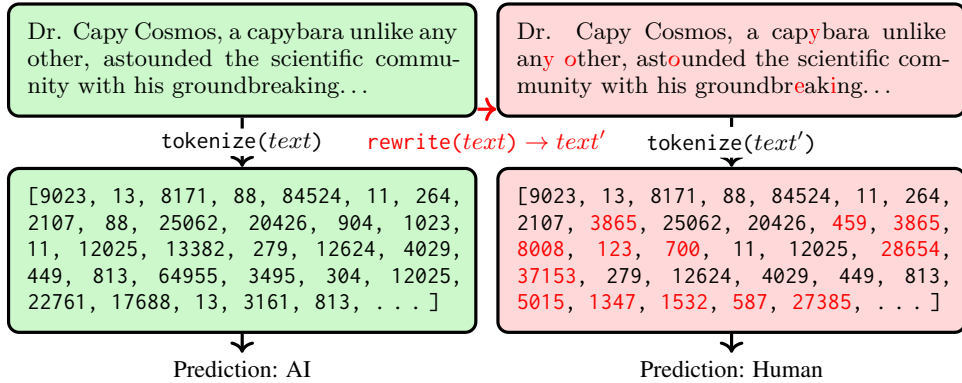 Dr. Capy Cosmos, a capybara unlike any
other, astounded the scientific commu-
nity with his groundbreaking...
Dr. Capy Cosmos, a capybara unlike
any other, astounded the scientific com-
munity with his groundbreaking...
tokenize(text)
rewrite(text) → text′
tokenize(text′)
[9023, 13, 8171, 88, 84524, 11, 264,
2107, 88, 25062, 20426, 904, 1023,
11, 12025, 13382, 279, 12624, 4029,
449, 813, 64955, 3495, 304, 12025,
22761, 17688, 13, 3161, 813, ...]
[9023, 13, 8171, 88, 84524, 11, 264,
2107, 3865, 25062, 20426, 459, 3865,
8008, 123, 700, 11, 12025, 28654,
37153, 279, 12624, 4029, 449, 813,
5015, 1347, 1532, 587, 27385, ...]
Prediction: AI
Prediction: Human